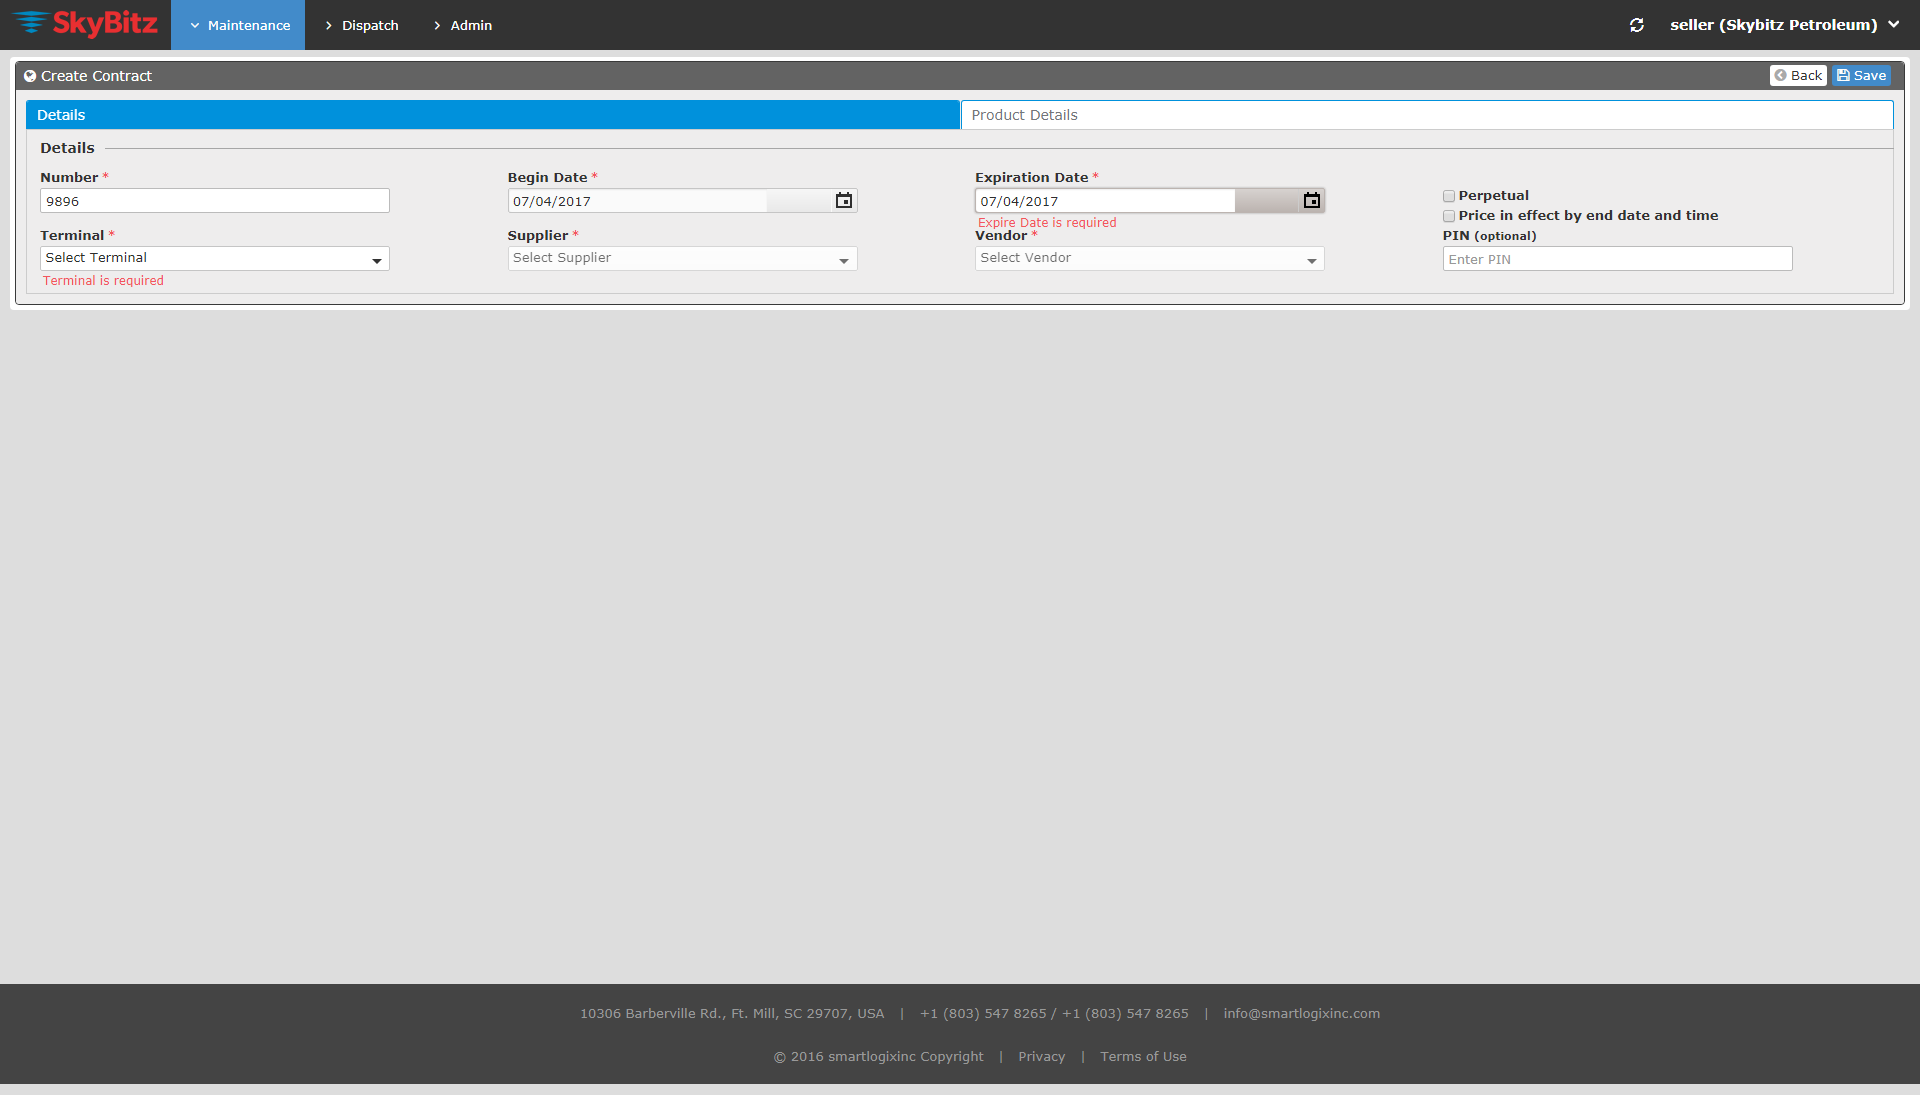 SkyBitz Maintenance Dispatch Admin seller (Skybitz Petroleum)
Create Contract Back Save
Details Product Details
Details
Number * Begin Date * Expiration Date *
9896 07/04/2017 07/04/2017 Perpetual
Expire Date is required Price in effect by end date and time
Terminal * Supplier * Vendor * PIN (optional)
Select Terminal Select Supplier Select Vendor Enter PIN
Terminal is required
10306 Barberville Rd., Ft. Mill, SC 29707, USA | +1 (803) 547 8265 / +1 (803) 547 8265 | info@smartlogixinc.com
© 2016 smartlogixinc Copyright | Privacy | Terms of Use